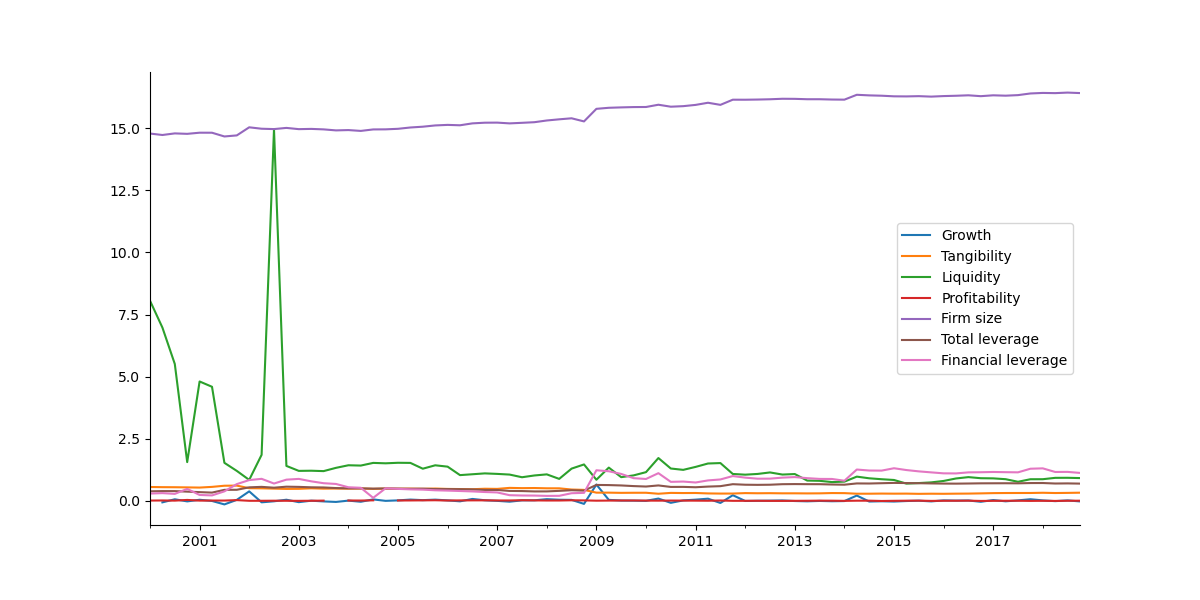 15.0
12.5
10.0
7.5
5.0
2.5
0.0
2001 2003 2005 2007 2009 2011 2013 2015 2017
Growth
Tangibility
Liquidity
Profitability
Firm size
Total leverage
Financial leverage